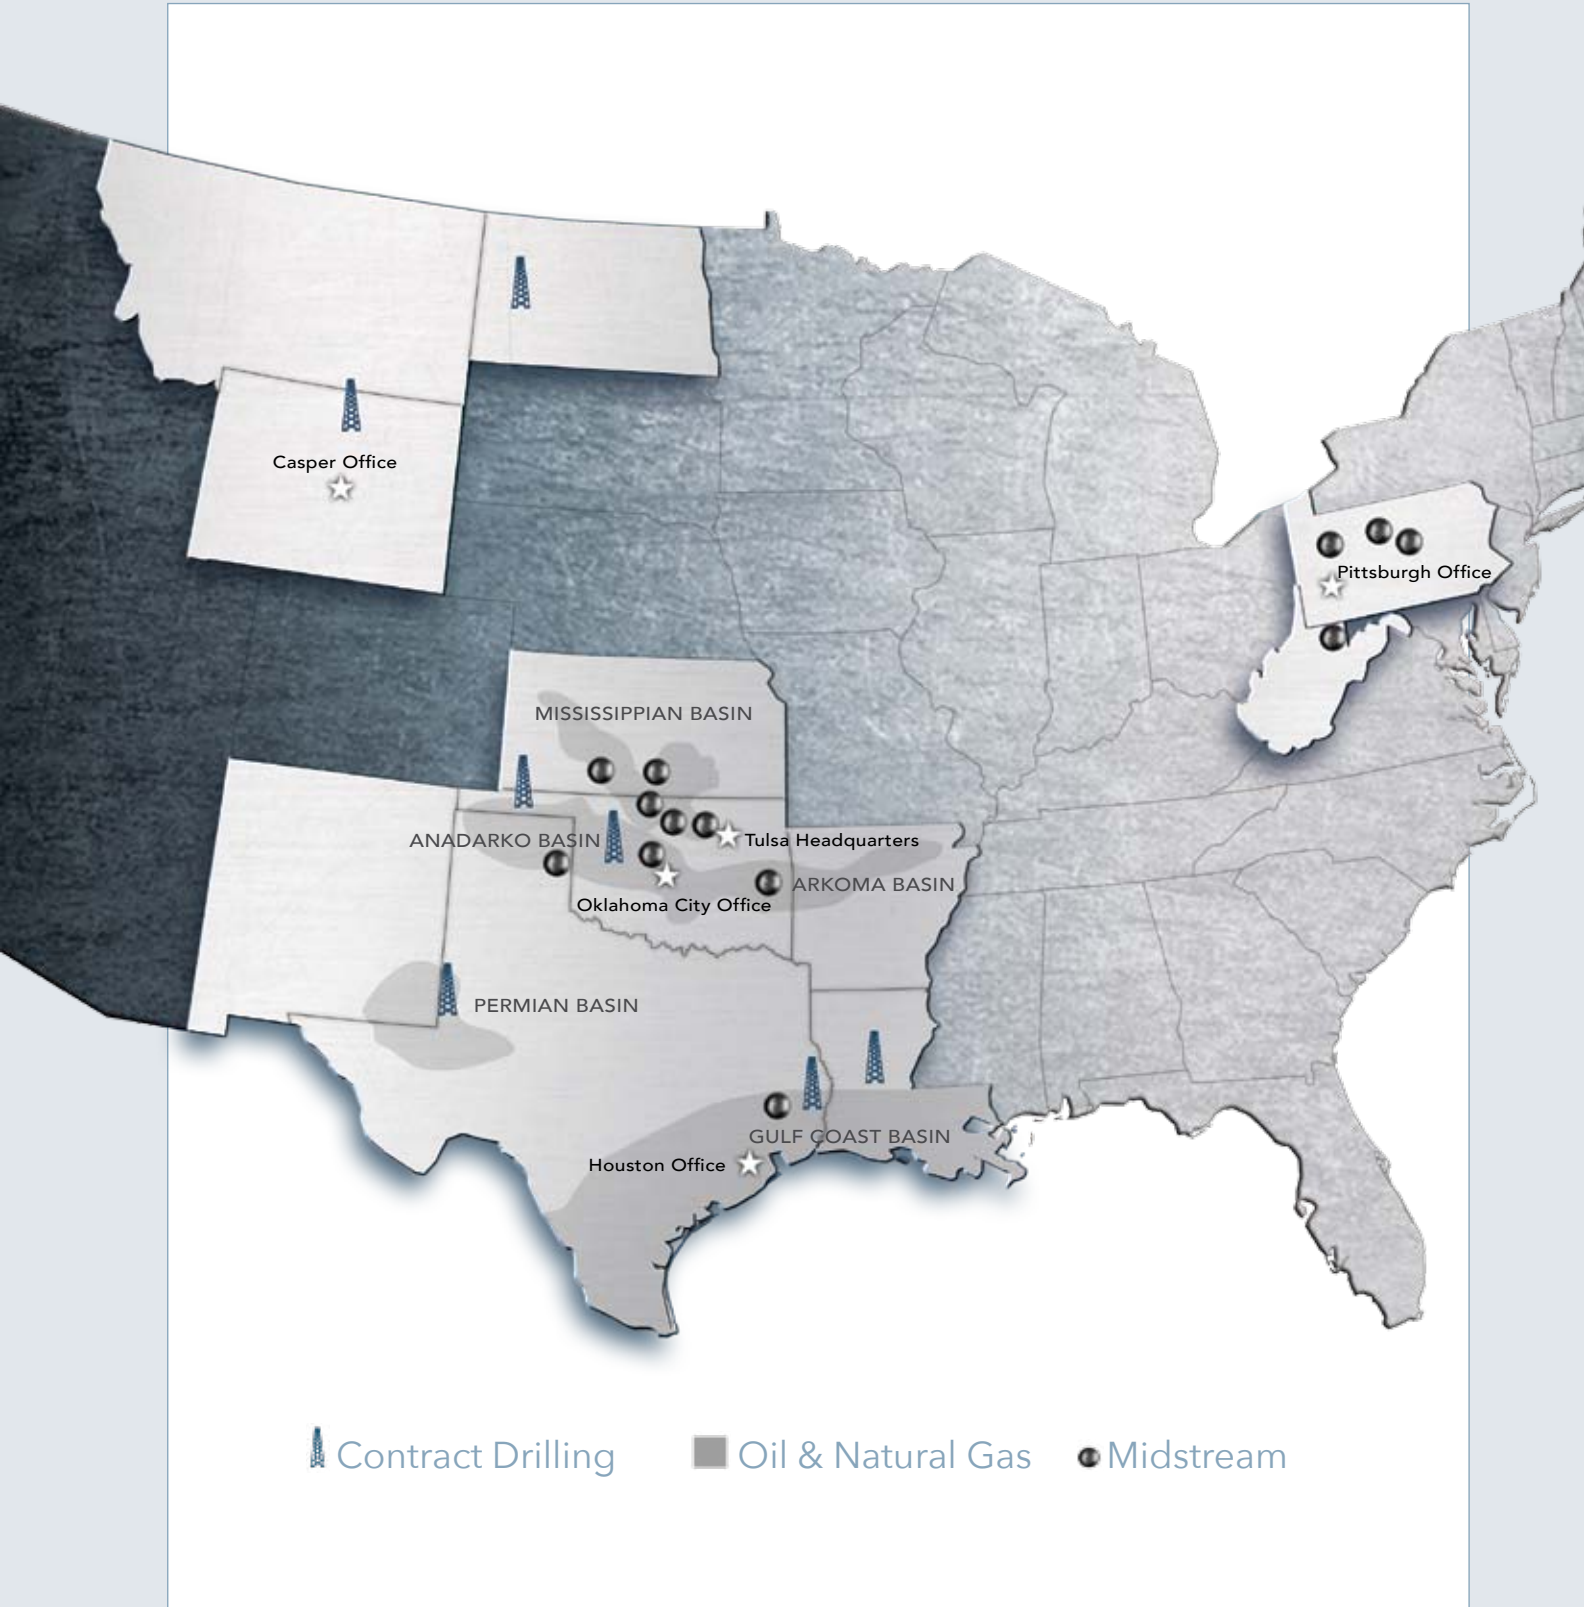 Casper Office
Pittsburgh Office
MISSISSIPPIAN BASIN
ANADARKO BASIN
Tulsa Headquarters
ARKOMA BASIN
Oklahoma City Office
PERMIAN BASIN
GULF COAST BASIN
Houston Office
Contract Drilling
Oil & Natural Gas
Midstream